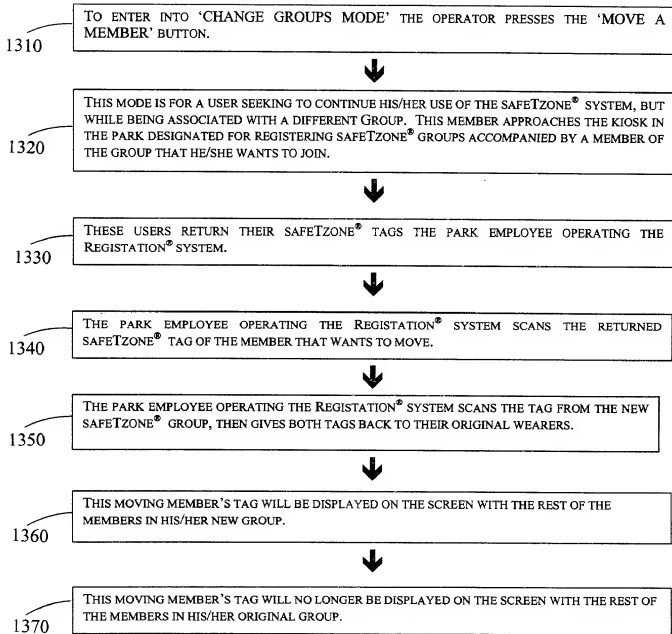 1310
TO ENTER INTO ‘CHANGE GROUPS MODE’ THE OPERATOR PRESSES THE ‘MOVE A
MEMBER’ BUTTON.
1320
THIS MODE IS FOR A USER SEEKING TO CONTINUE HIS/HER USE OF THE SAFETZONE® SYSTEM, BUT
WHILE BEING ASSOCIATED WITH A DIFFERENT GROUP. THIS MEMBER APPROACHES THE KIOSK IN
THE PARK DESIGNATED FOR REGISTERING SAFETZONE® GROUPS ACCOMPANIED BY A MEMBER OF
THE GROUP THAT HE/SHE WANTS TO JOIN.
1330
THESE USERS RETURN THEIR SAFETZONE® TAGS THE PARK EMPLOYEE OPERATING THE
REGISTATION® SYSTEM.
1340
THE PARK EMPLOYEE OPERATING THE REGISTATION® SYSTEM SCANS THE RETURNED
SAFETZONE® TAG OF THE MEMBER THAT WANTS TO MOVE.
1350
THE PARK EMPLOYEE OPERATING THE REGISTATION® SYSTEM SCANS THE TAG FROM THE NEW
SAFETZONE® GROUP, THEN GIVES BOTH TAGS BACK TO THEIR ORIGINAL WEARERS.
1360
THIS MOVING MEMBER’S TAG WILL BE DISPLAYED ON THE SCREEN WITH THE REST OF THE
MEMBERS IN HIS/HER NEW GROUP.
1370
THIS MOVING MEMBER’S TAG WILL NO LONGER BE DISPLAYED ON THE SCREEN WITH THE REST OF
THE MEMBERS IN HIS/HER ORIGINAL GROUP.